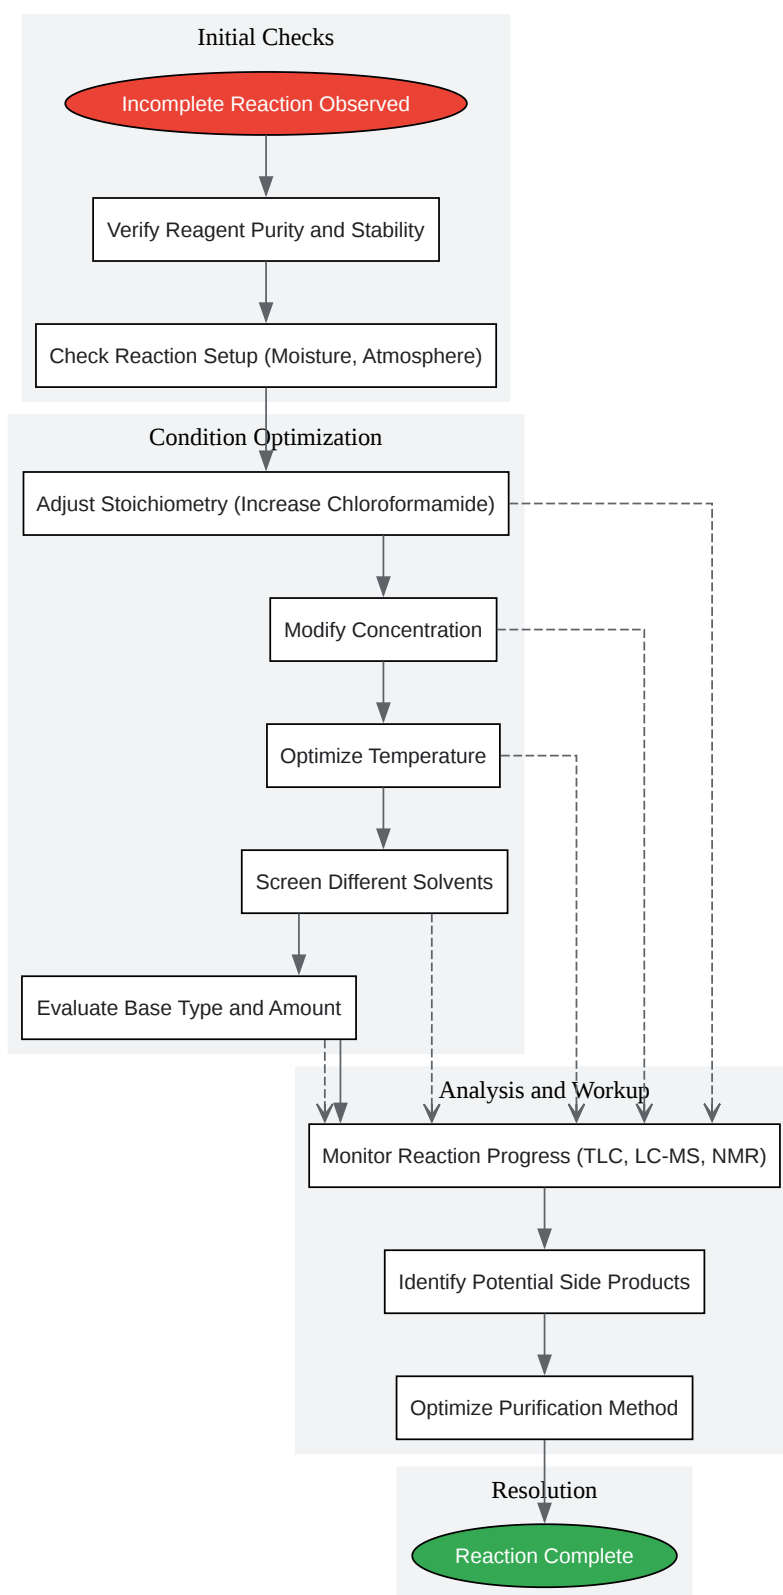 Initial Checks
Incomplete Reaction Observed
Verify Reagent Purity and Stability
Check Reaction Setup (Moisture, Atmosphere)
Condition Optimization
Adjust Stoichiometry (Increase Chloroformamide)
Modify Concentration
Optimize Temperature
Screen Different Solvents
Evaluate Base Type and Amount
Analysis and Workup
Monitor Reaction Progress (TLC, LC-MS, NMR)
Identify Potential Side Products
Optimize Purification Method
Resolution
Reaction Complete